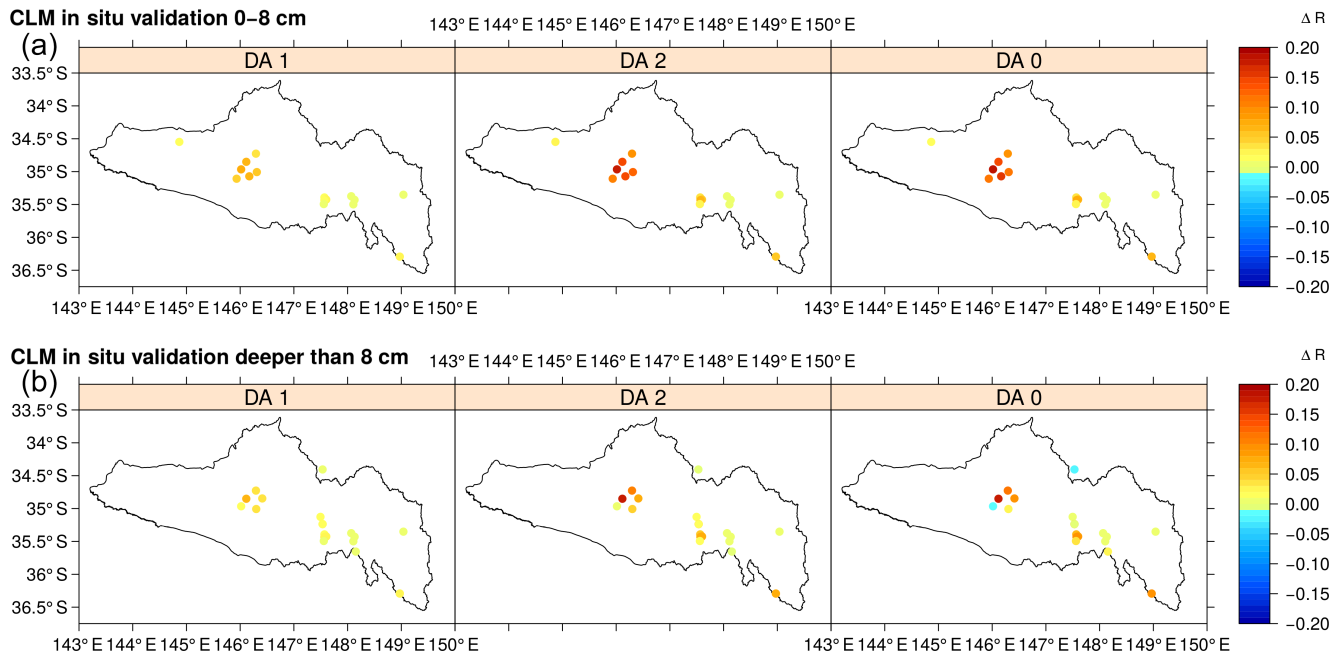 CLM in situ validation 0−8 cm
143° E 144° E 145° E 146° E 147° E 148° E 149° E 150° E
Δ R
(a)
DA 1
DA 2
DA 0
33.5° S
34° S
34.5° S
35° S
35.5° S
36° S
36.5° S
0.20
0.15
0.10
0.05
0.00
−0.05
−0.10
−0.15
−0.20
143° E 144° E 145° E 146° E 147° E 148° E 149° E 150° E
143° E 144° E 145° E 146° E 147° E 148° E 149° E 150° E
CLM in situ validation deeper than 8 cm
143° E 144° E 145° E 146° E 147° E 148° E 149° E 150° E
Δ R
(b)
DA 1
DA 2
DA 0
33.5° S
34° S
34.5° S
35° S
35.5° S
36° S
36.5° S
0.20
0.15
0.10
0.05
0.00
−0.05
−0.10
−0.15
−0.20
143° E 144° E 145° E 146° E 147° E 148° E 149° E 150° E
143° E 144° E 145° E 146° E 147° E 148° E 149° E 150° E